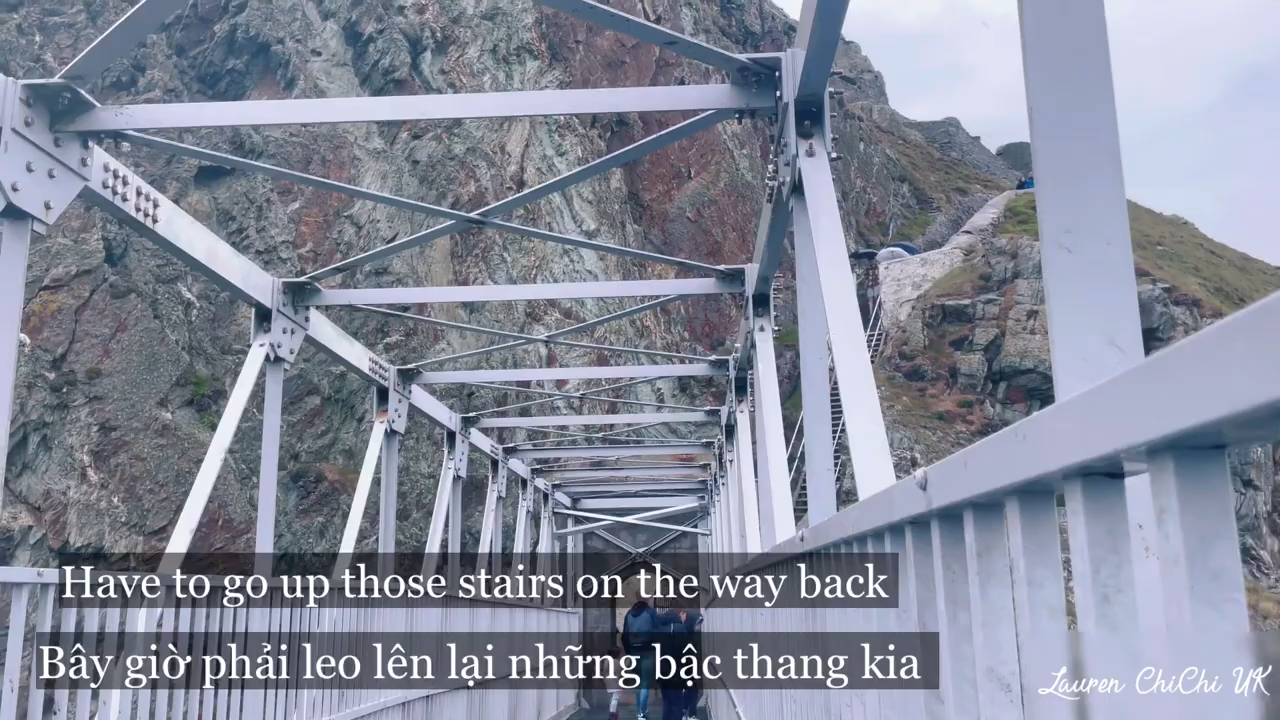 Have to go up those stairs on the way back
Bây giờ phải leo lên lại những bậc thang kia
Lauren ChiChi UK